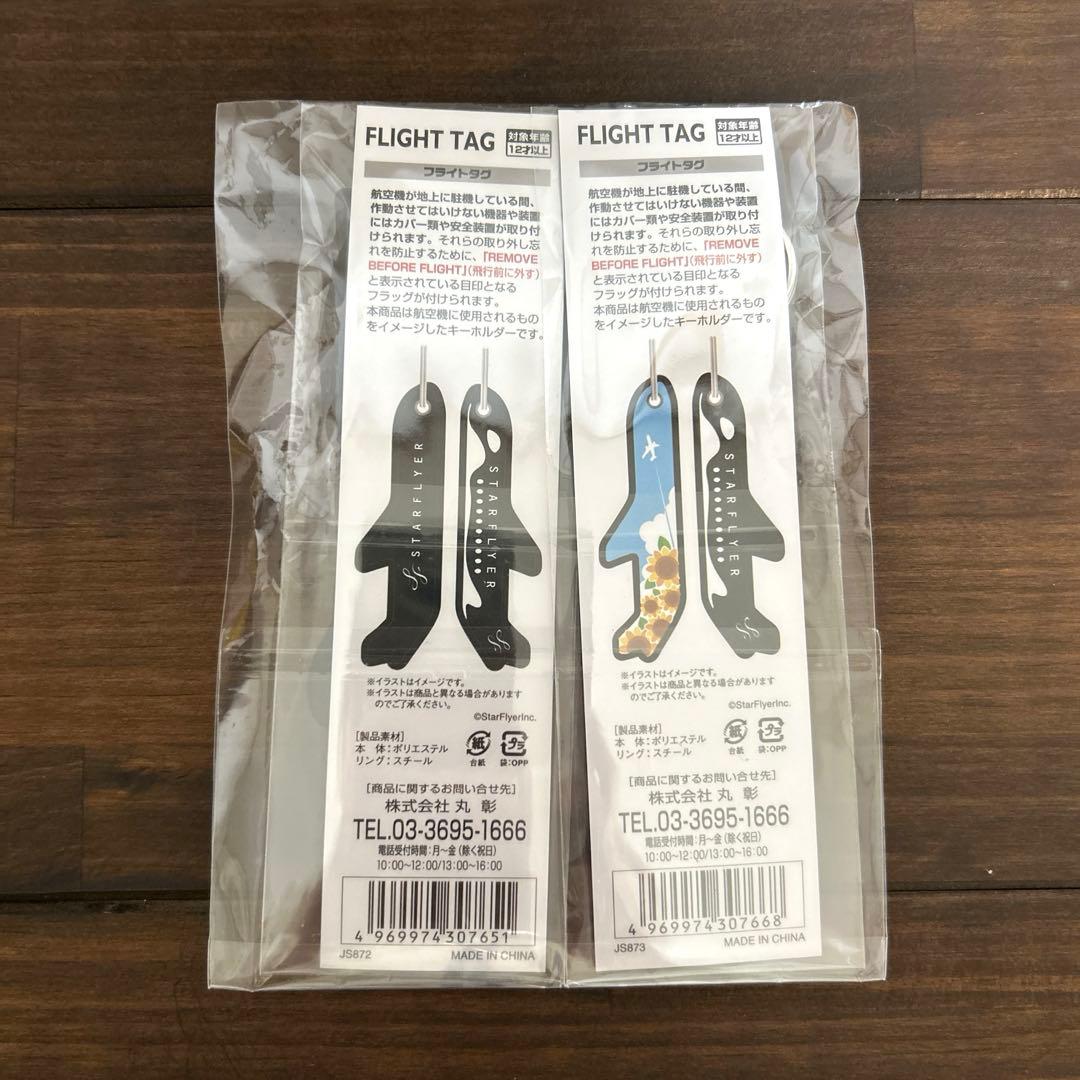 FLIGHT TAG
対象年齢
12才以上
フライトタグ
航空機が地上に駐機している間、
作動させてはいけない機器や装置
にはカバー類や安全装置が取り付
けられます。それらの取り外し忘
れを防止するために、「REMOVE
BEFORE FLIGHT」(飛行前に外す)
と表示されている目印となる
フラッグが付けられます。
本商品は航空機に使用されるもの
をイメージしたキーホルダーです。
STARFLYER
STARFLYER
※イラストはイメージです。
※イラストは商品と異なる場合があります
のでご了承ください。
©StarFlyerInc.
[製品素材]
本 体:ポリエステル
リング:スチール
紙
台紙
プラ
袋:OPP
[商品に関するお問い合せ先]
株式会社 丸 彰
TEL.03-3695-1666
電話受付時間:月〜金(除く祝日)
10:00~12:00/13:00~16:00
4 969974 307651
JS872
MADE IN CHINA
FLIGHT TAG
対象年齢
12才以上
フライトタグ
航空機が地上に駐機している間、
作動させてはいけない機器や装置
にはカバー類や安全装置が取り付
けられます。それらの取り外し忘
れを防止するために、「REMOVE
BEFORE FLIGHT」(飛行前に外す)
と表示されている目印となる
フラッグが付けられます。
本商品は航空機に使用されるもの
をイメージしたキーホルダーです。
STARFLYER
※イラストはイメージです。
※イラストは商品と異なる場合があります
のでご了承ください。
©StarFlyerInc.
[製品素材]
本 体:ポリエステル
リング:スチール
紙
台紙
プラ
袋:OPP
[商品に関するお問い合せ先]
株式会社 丸 彰
TEL.03-3695-1666
電話受付時間:月〜金(除く祝日)
10:00~12:00/13:00~16:00
4 969974 307668
JS873
MADE IN CHINA